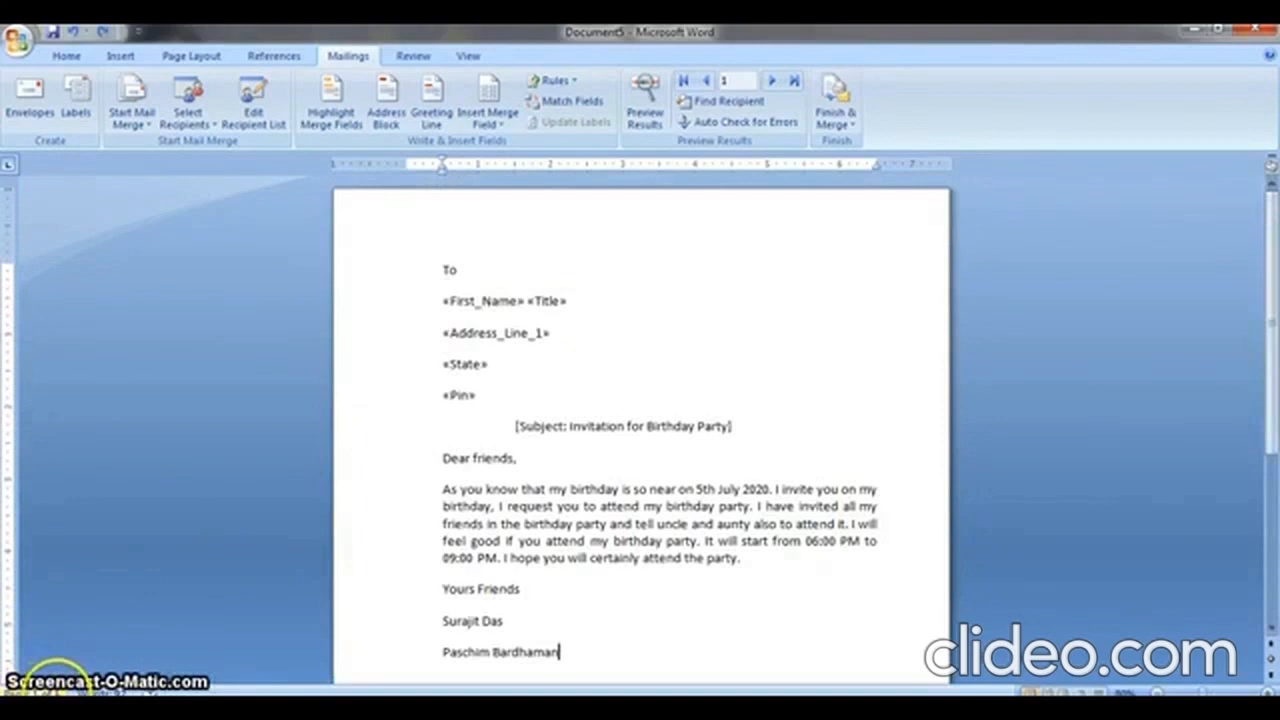 Document5 - Microsoft Word
Home Insert Page Layout References Mailings Review View
Envelopes Labels Start Mail Merge Select Recipients Edit Recipient List Highlight Merge Fields Address Block Greeting Line Insert Merge Field Rules Match Fields Update Labels Preview Results 1 Find Recipient Auto Check for Errors Finish & Merge
Create Start Mail Merge Write & Insert Fields Preview Results Finish
To
«First_Name» «Title»
«Address_Line_1»
«State»
«Pin»
[Subject: Invitation for Birthday Party]
Dear friends,
As you know that my birthday is so near on 5th July 2020. I invite you on my
birthday, I request you to attend my birthday party. I have invited all my
friends in the birthday party and tell uncle and aunty also to attend it. I will
feel good if you attend my birthday party. It will start from 06:00 PM to
09:00 PM. I hope you will certainly attend the party.
Yours Friends
Surajit Das
Paschim Bardhaman
clideo.com
Screencast-O-Matic.com